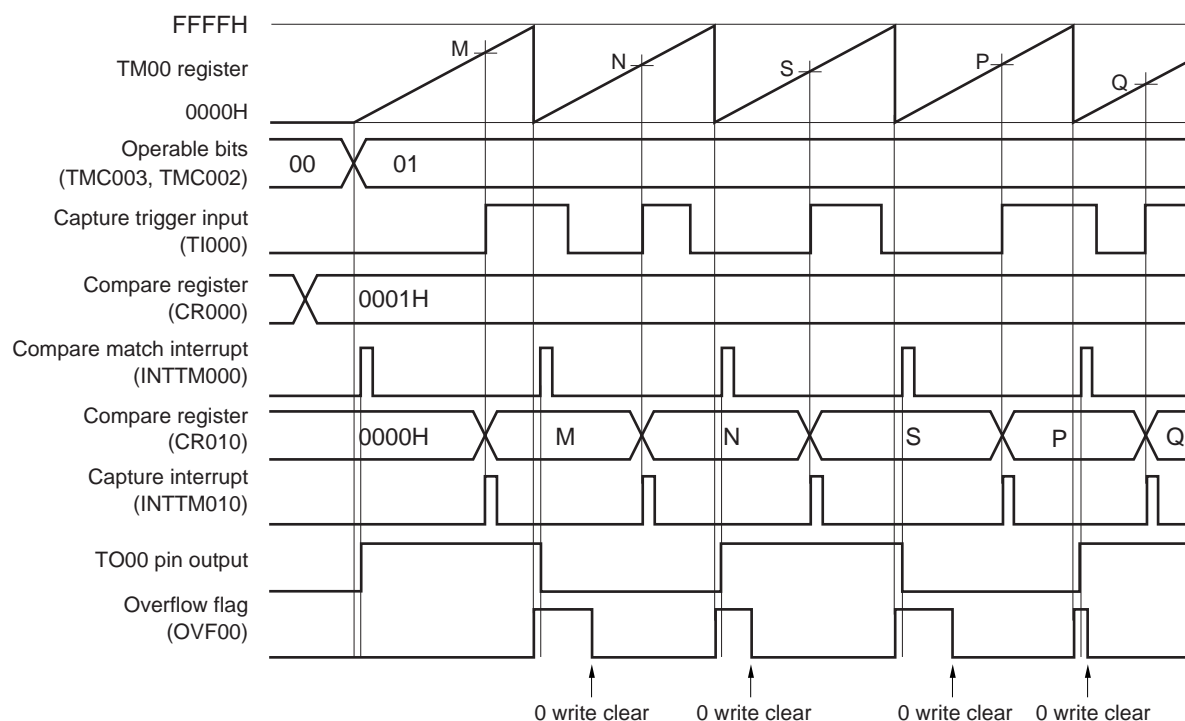 FFFFH
TM00 register
0000H
M
N
S
P
Q
Operable bits
(TMC003, TMC002)
00
01
Capture trigger input
(TI000)
Compare register
(CR000)
0001H
Compare match interrupt
(INTTM000)
Compare register
(CR010)
0000H
M
N
S
P
Q
Capture interrupt
(INTTM010)
TO00 pin output
Overflow flag
(OVF00)
0 write clear
0 write clear
0 write clear
0 write clear